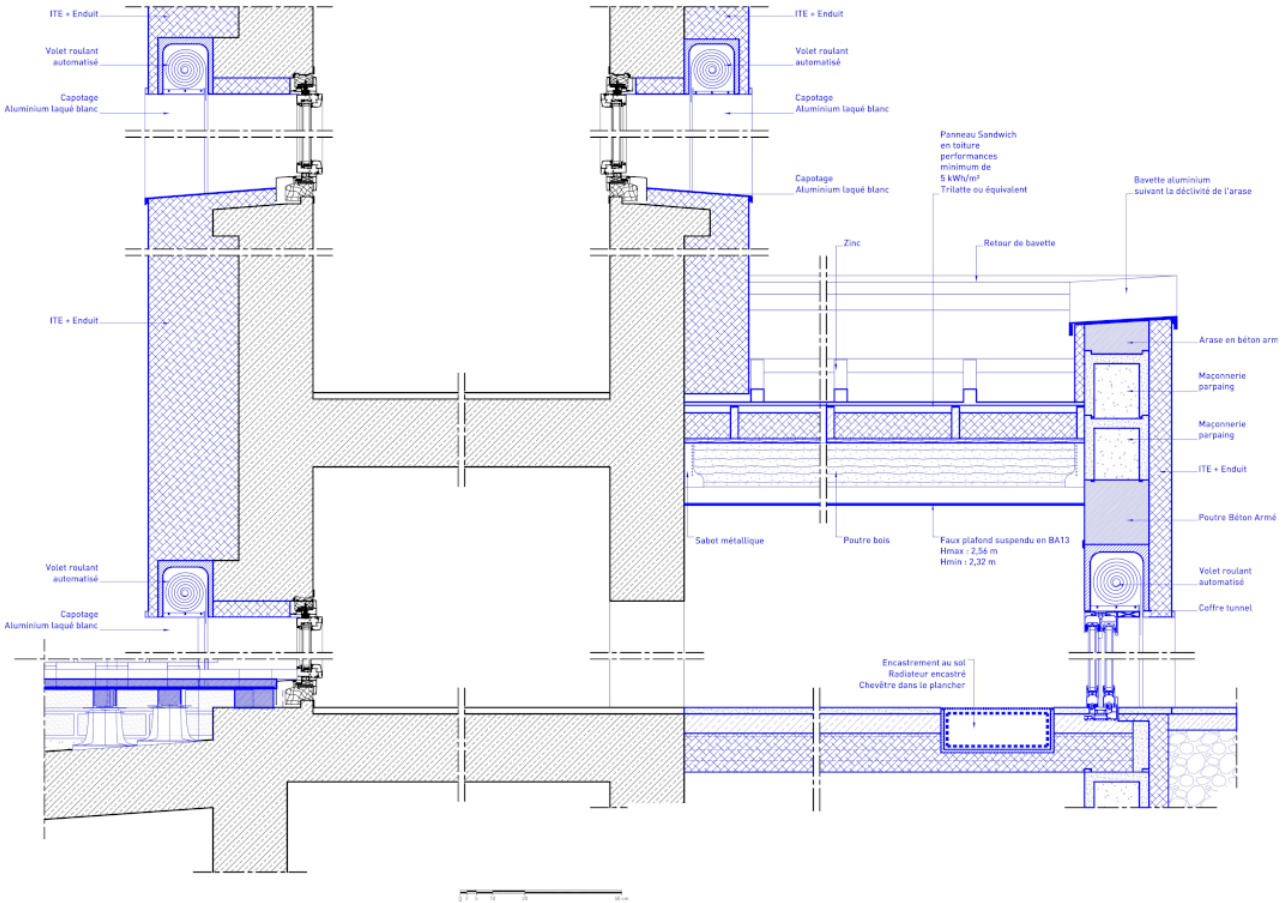 ITE + Enduit
Volet roulant
automatisé
Capotage
Aluminium laqué blanc
ITE + Enduit
Volet roulant
automatisé
Capotage
Aluminium laqué blanc
Capotage
Aluminium laqué blanc
Panneau Sandwich
en toiture
performances
minimum de
5 kWh/m²
Trilatte ou équivalent
Bavette aluminium
suivant la déclivité de l'arase
Zinc
Retour de bavette
ITE + Enduit
Arase en béton arm
Maçonnerie
parpaing
Maçonnerie
parpaing
ITE + Enduit
Poutre Béton Armé
Sabot métallique
Poutre bois
Faux plafond suspendu en BA13
Hmax : 2,56 m
Hmin : 2,32 m
Volet roulant
automatisé
Volet roulant
automatisé
Coffre tunnel
Capotage
Aluminium laqué blanc
Encastrement au sol
Radiateur encastré
Chevêtre dans le plancher
0
10
20
50 cm